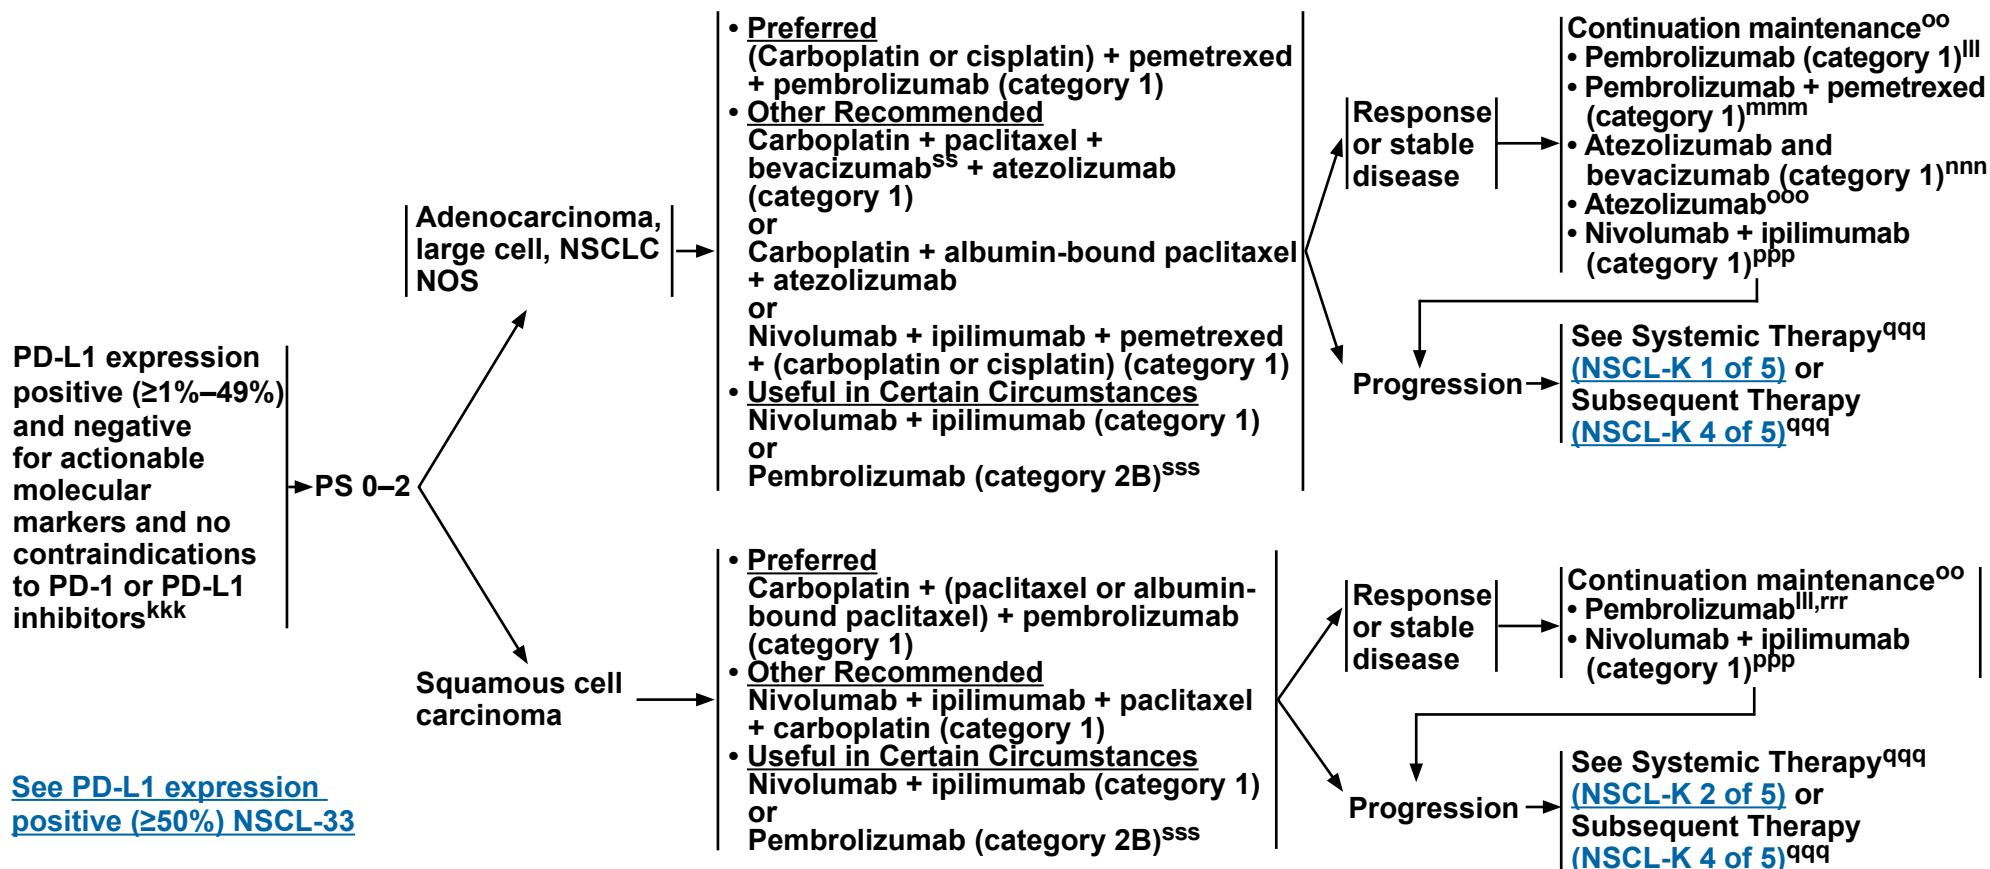 PD-L1 expression
positive (≥1%–49%)
and negative
for actionable
molecular
markers and no
contraindications
to PD-1 or PD-L1
inhibitorskkk
See PD-L1 expression
positive (≥50%) NSCL-33
PS 0–2
Adenocarcinoma,
large cell, NSCLC
NOS
• Preferred
(Carboplatin or cisplatin) + pemetrexed
+ pembrolizumab (category 1)
• Other Recommended
Carboplatin + paclitaxel +
bevacizumabss + atezolizumab
(category 1)
or
Carboplatin + albumin-bound paclitaxel
+ atezolizumab
or
Nivolumab + ipilimumab + pemetrexed
+ (carboplatin or cisplatin) (category 1)
• Useful in Certain Circumstances
Nivolumab + ipilimumab (category 1)
or
Pembrolizumab (category 2B)sss
Response
or stable
disease
Continuation maintenanceoo
• Pembrolizumab (category 1)lll
• Pembrolizumab + pemetrexed
(category 1)mmm
• Atezolizumab and
bevacizumab (category 1)nnn
• Atezolizumabooo
• Nivolumab + ipilimumab
(category 1)ppp
Progression
See Systemic Therapyqqq
(NSCL-K 1 of 5) or
Subsequent Therapy
(NSCL-K 4 of 5)qqq
Squamous cell
carcinoma
• Preferred
Carboplatin + (paclitaxel or albumin-
bound paclitaxel) + pembrolizumab
(category 1)
• Other Recommended
Nivolumab + ipilimumab + paclitaxel
+ carboplatin (category 1)
• Useful in Certain Circumstances
Nivolumab + ipilimumab (category 1)
or
Pembrolizumab (category 2B)sss
Response
or stable
disease
Continuation maintenanceoo
• Pembrolizumablll,rrr
• Nivolumab + ipilimumab
(category 1)ppp
Progression
See Systemic Therapyqqq
(NSCL-K 2 of 5) or
Subsequent Therapy
(NSCL-K 4 of 5)qqq